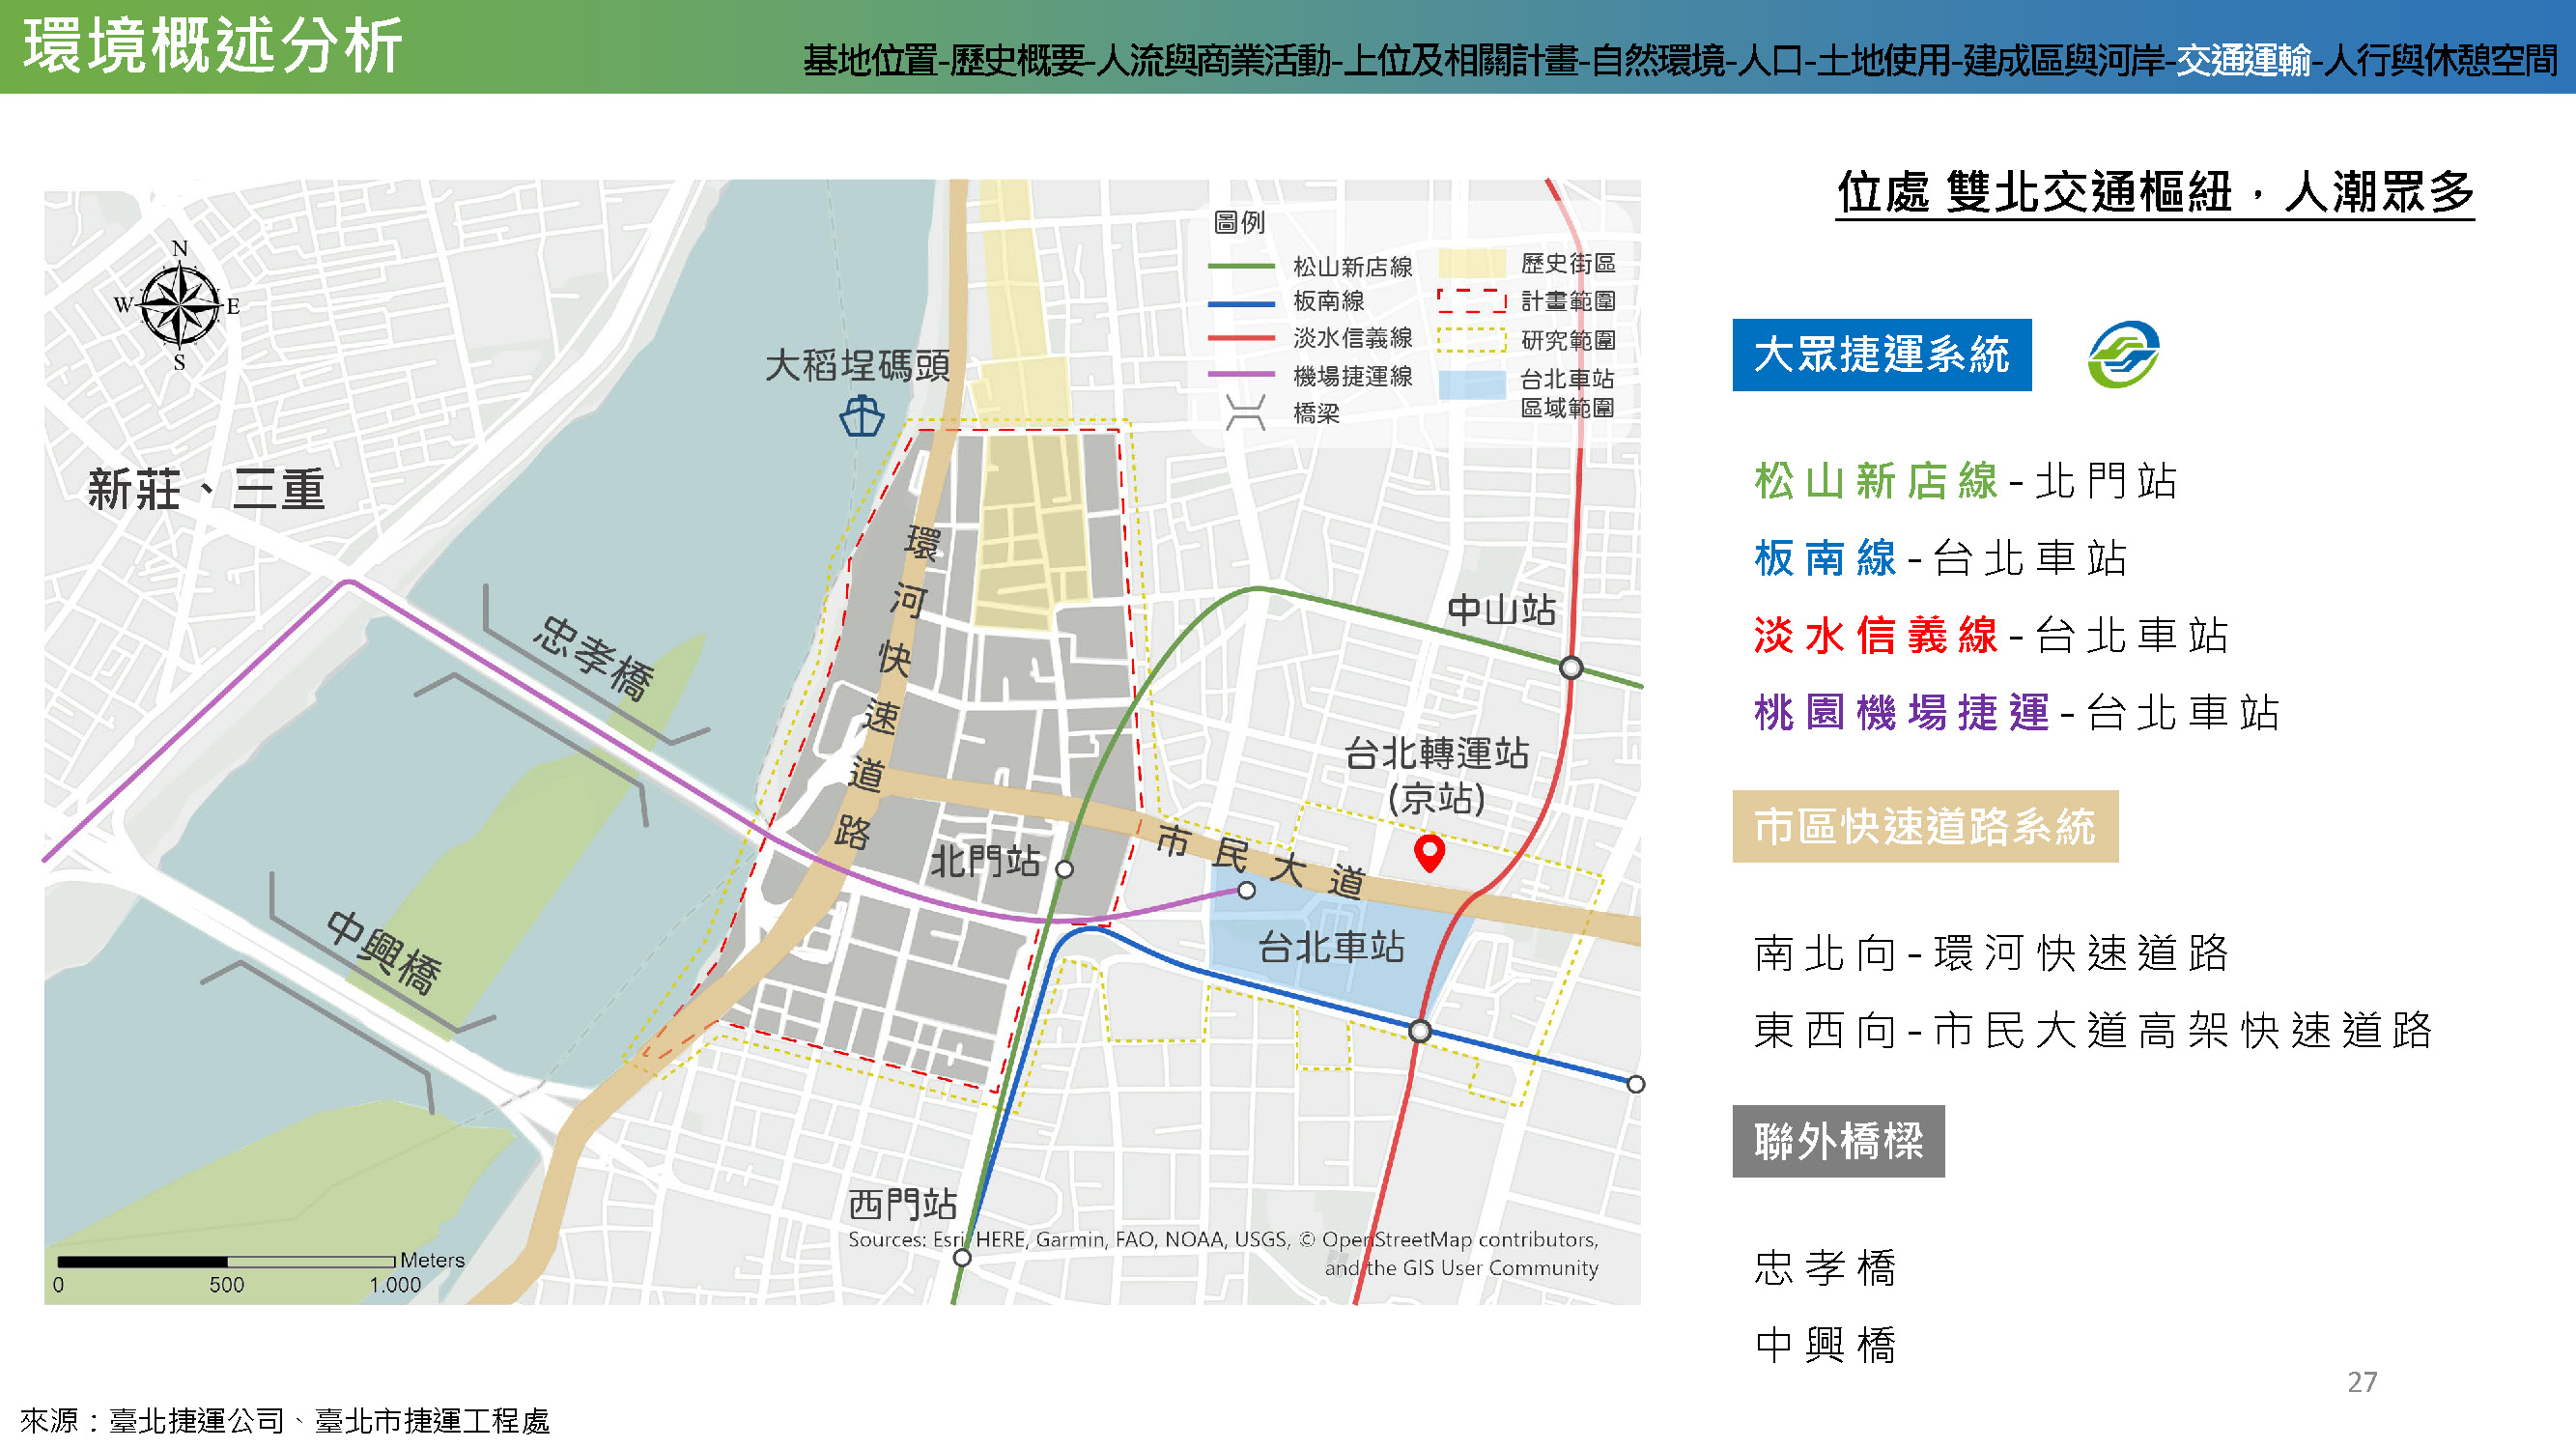 環境概述分析
基地位置-歷史概要-人流與商業活動-上位及相關計畫-自然環境-人口-土地使用-建成區與河岸-交通運輸-人行與休憩空間
位處 雙北交通樞紐，人潮眾多
圖例
松山新店線
板南線
淡水信義線
機場捷運線
橋梁
歷史街區
計畫範圍
研究範圍
台北車站
區域範圍
N
W
E
S
大稻埕碼頭
新莊、三重
環河快速道路
忠孝橋
中山站
台北轉運站
(京站)
市民大道
北門站
台北車站
中興橋
西門站
Sources: Esri, HERE, Garmin, FAO, NOAA, USGS, © OpenStreetMap contributors,
and the GIS User Community
Meters
0 500 1.000
大眾捷運系統
松山新店線-北門站
板南線-台北車站
淡水信義線-台北車站
桃園機場捷運-台北車站
市區快速道路系統
南北向-環河快速道路
東西向-市民大道高架快速道路
聯外橋樑
忠孝橋
中興橋
27
來源：臺北捷運公司、臺北市捷運工程處